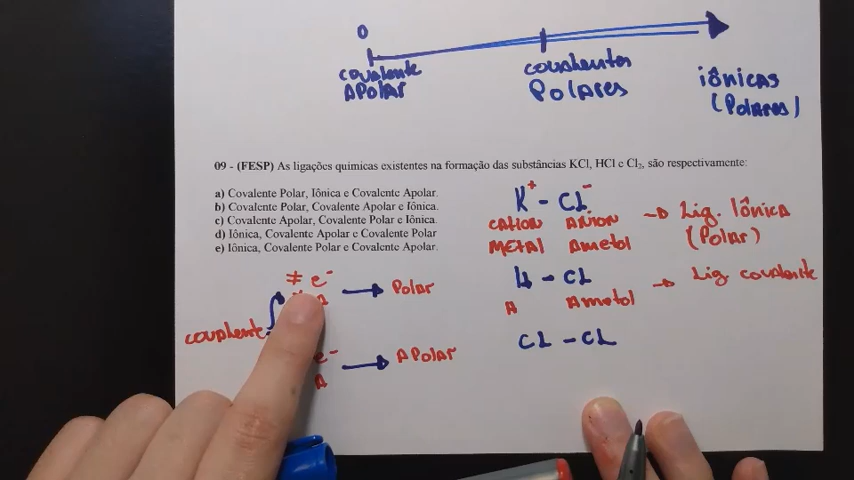 0
covalente
APOLAR
covalentes
POLARES
iÔNICAS
(POLARES)
09 - (FESP) As ligações químicas existentes na formação das substâncias KCl, HCl e Cl₂, são respectivamente:
a) Covalente Polar, Iônica e Covalente Apolar.
b) Covalente Polar, Covalente Apolar e Iônica.
c) Covalente Apolar, Covalente Polar e Iônica.
d) Iônica, Covalente Apolar e Covalente Polar
e) Iônica, Covalente Polar e Covalente Apolar.
K⁺ - CL⁻
CATION ANION
METAL Ametol
→ Lig. IÔNica
(Polar)
H - CL
A Ametol
→ Lig covalente
CL - CL
covalente
≠ e⁻
A → Polar
e⁻
A → APOLAR